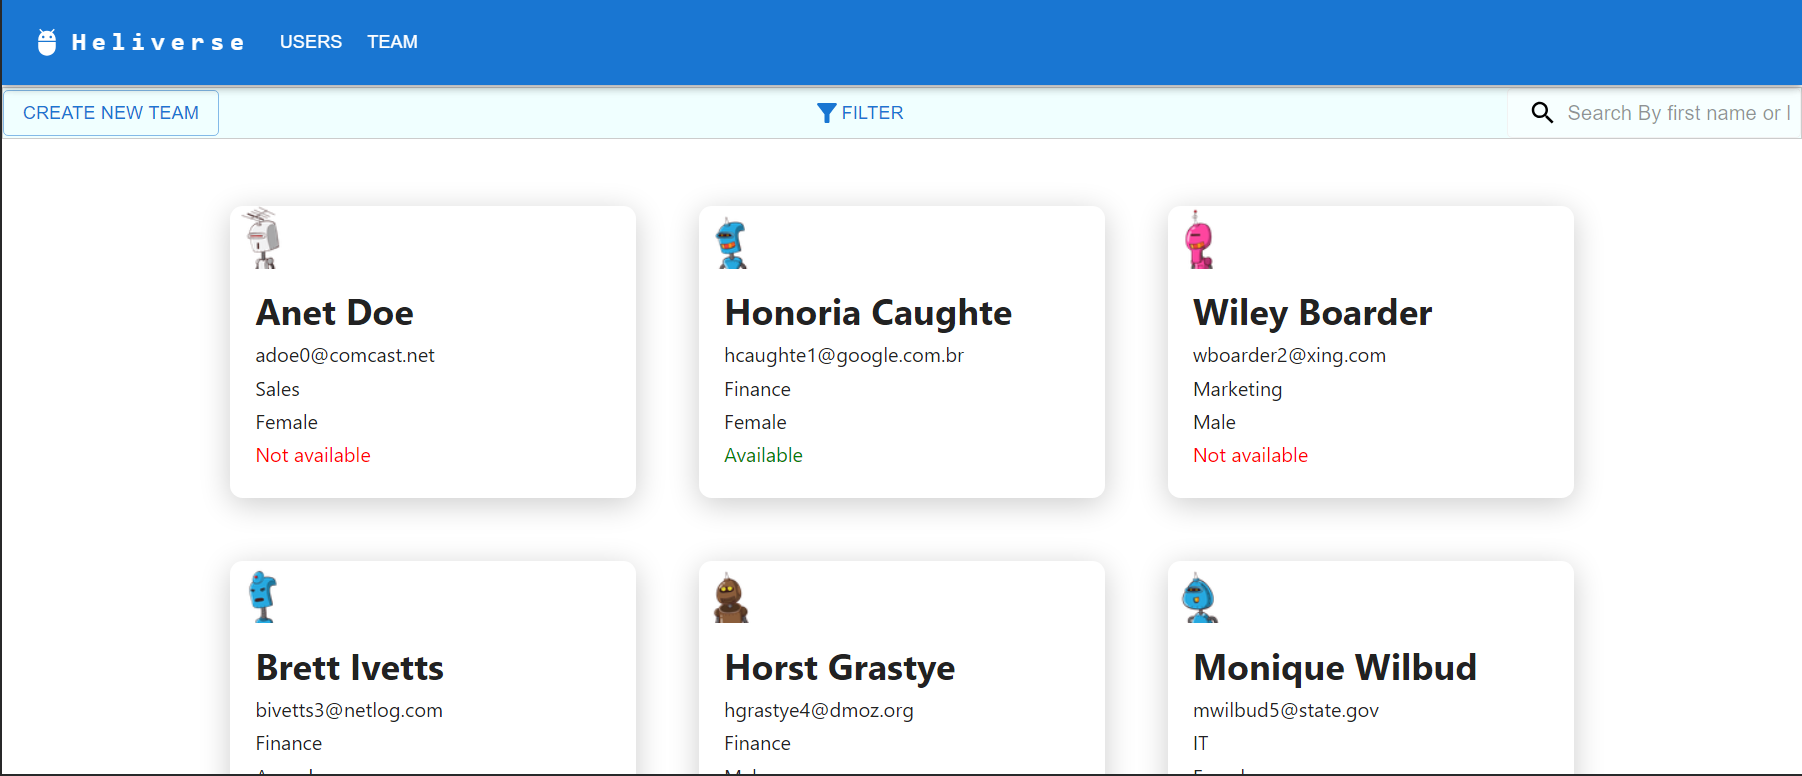 Heliverse USERS TEAM
CREATE NEW TEAM FILTER Search By first name or l
Anet Doe
adoe0@comcast.net
Sales
Female
Not available
Honoria Caughte
hcaughte1@google.com.br
Finance
Female
Available
Wiley Boarder
wboarder2@xing.com
Marketing
Male
Not available
Brett Ivetts
bivetts3@netlog.com
Finance
Horst Grastye
hgrastye4@dmoz.org
Finance
Monique Wilbud
mwilbud5@state.gov
IT